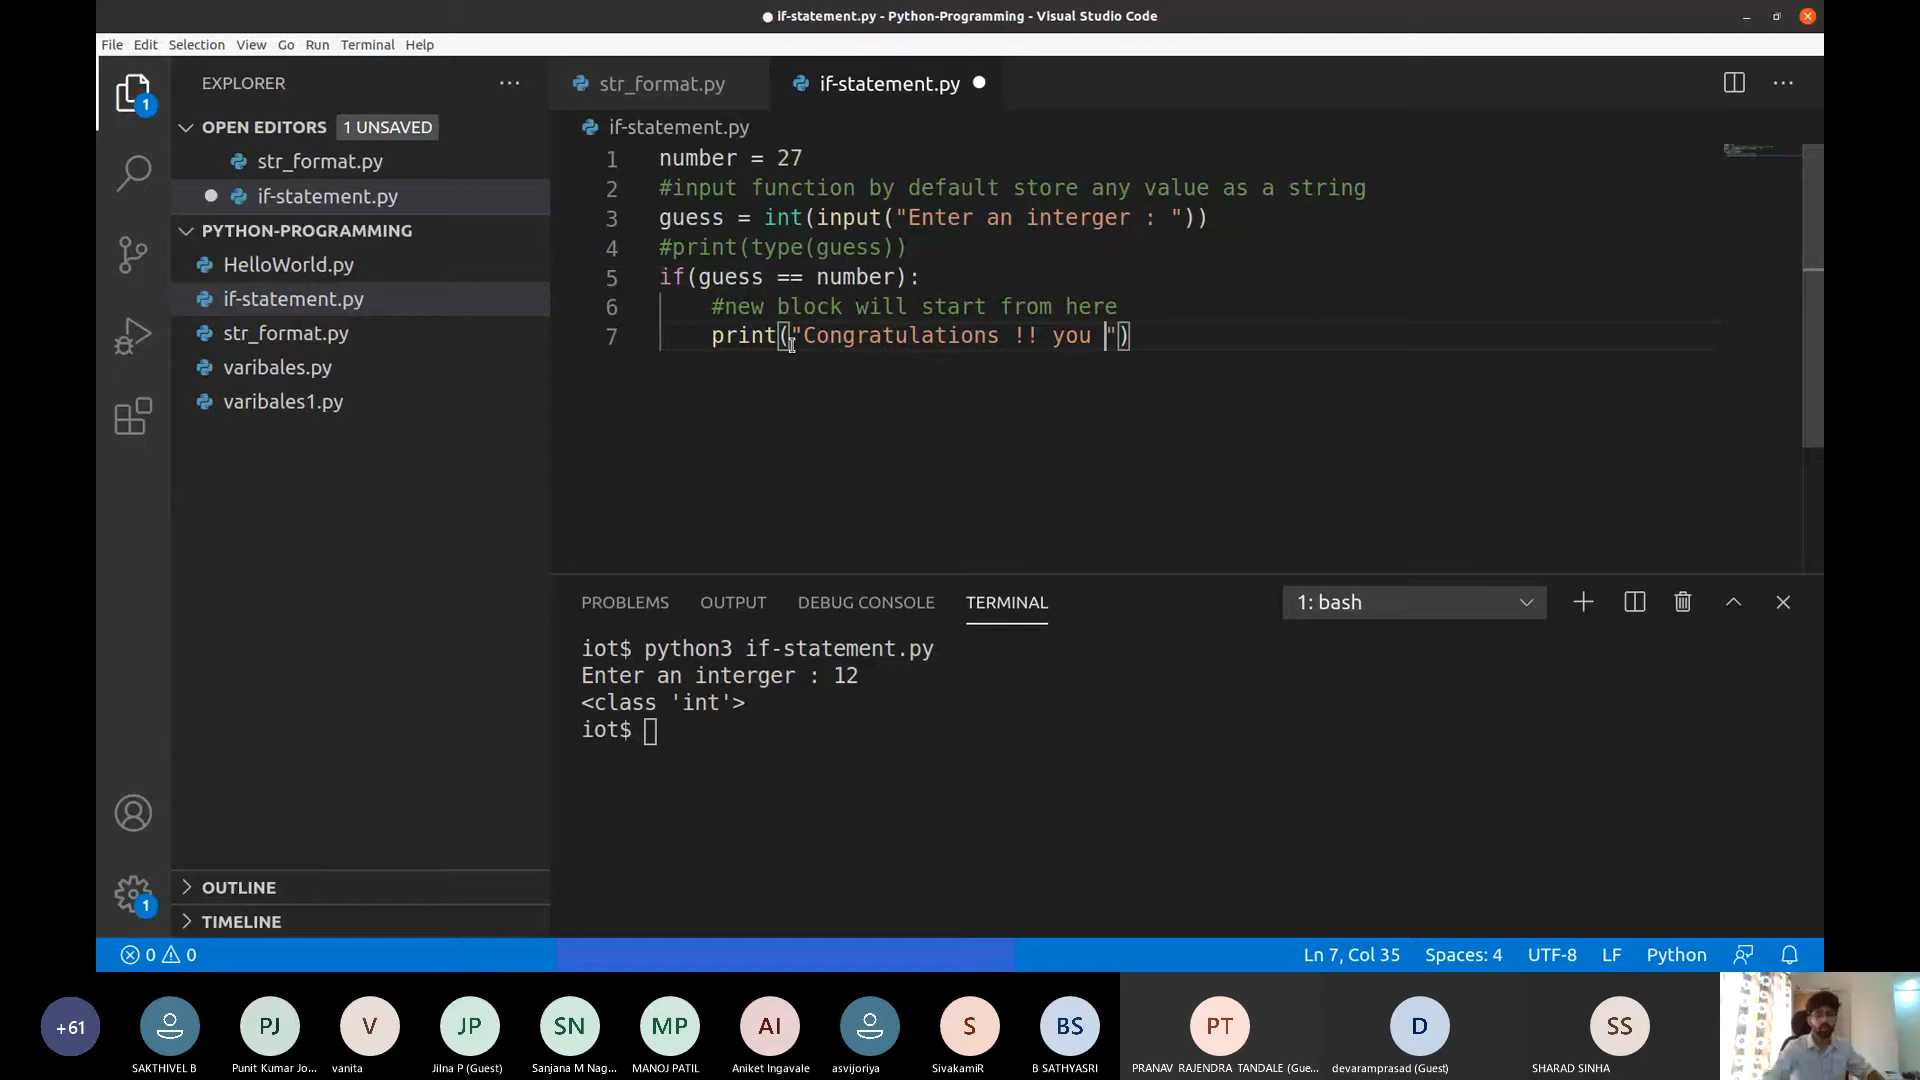 if-statement.py - Python-Programming - Visual Studio Code
File Edit Selection View Go Run Terminal Help
EXPLORER
OPEN EDITORS 1 UNSAVED
str_format.py
if-statement.py
PYTHON-PROGRAMMING
HelloWorld.py
if-statement.py
str_format.py
varibales.py
varibales1.py
OUTLINE
TIMELINE
1
1
str_format.py if-statement.py
if-statement.py
1 number = 27
2 #input function by default store any value as a string
3 guess = int(input("Enter an interger : "))
4 #print(type(guess))
5 if(guess == number):
6 #new block will start from here
7 print("Congratulations !! you ")
PROBLEMS OUTPUT DEBUG CONSOLE TERMINAL 1: bash
iot$ python3 if-statement.py
Enter an interger : 12
<class 'int'>
iot$
0 0 Ln 7, Col 35 Spaces: 4 UTF-8 LF Python
+61 PJ V JP SN MP AI S BS PT D SS
SAKTHIVEL B Punit Kumar Jo... vanita Jilna P (Guest) Sanjana M Nag... MANOJ PATIL Aniket Ingavale asvijoriya SivakamiR B SATHYASRI PRANAV RAJENDRA TANDALE (Gue... devaramprasad (Guest) SHARAD SINHA